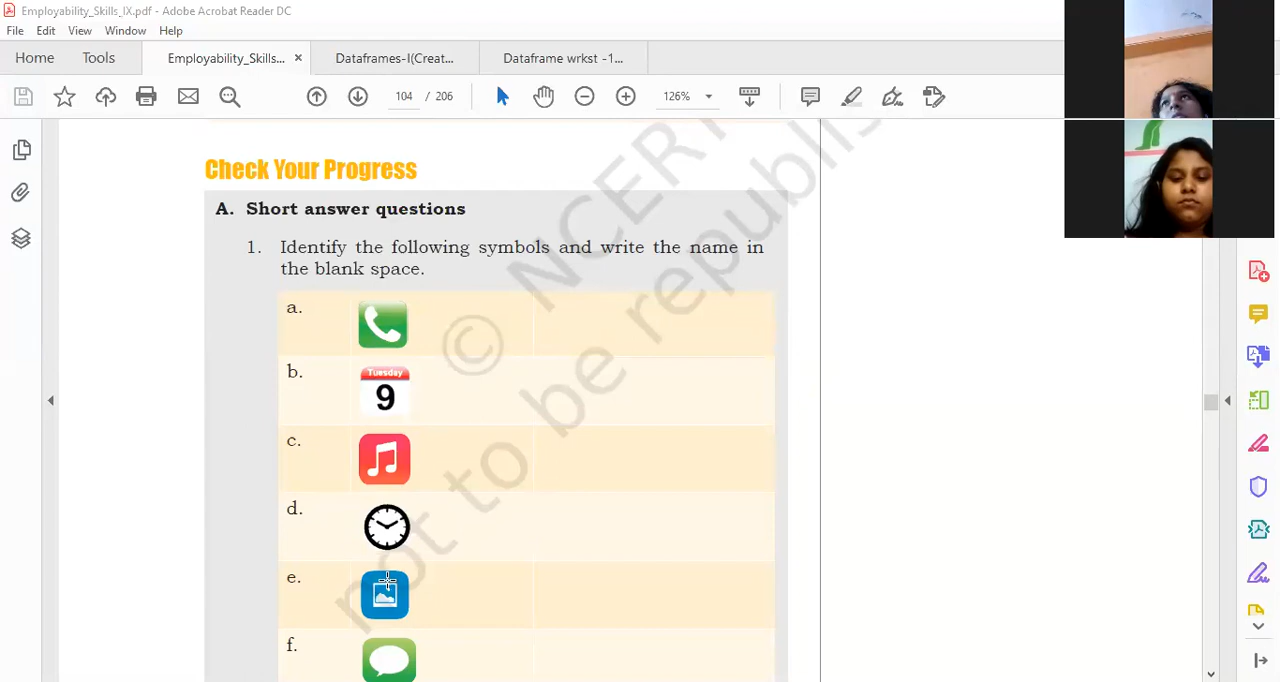 Employability_Skills_IX.pdf - Adobe Acrobat Reader DC
File Edit View Window Help
Home Tools Employability_Skills... × Dataframes-I(Creat... Dataframe wrkst -1...
104 / 206 126%
Check Your Progress
A. Short answer questions
1. Identify the following symbols and write the name in
the blank space.
a.
b. Tuesday
9
c.
d.
e.
f.
© NCERT
not to be republis